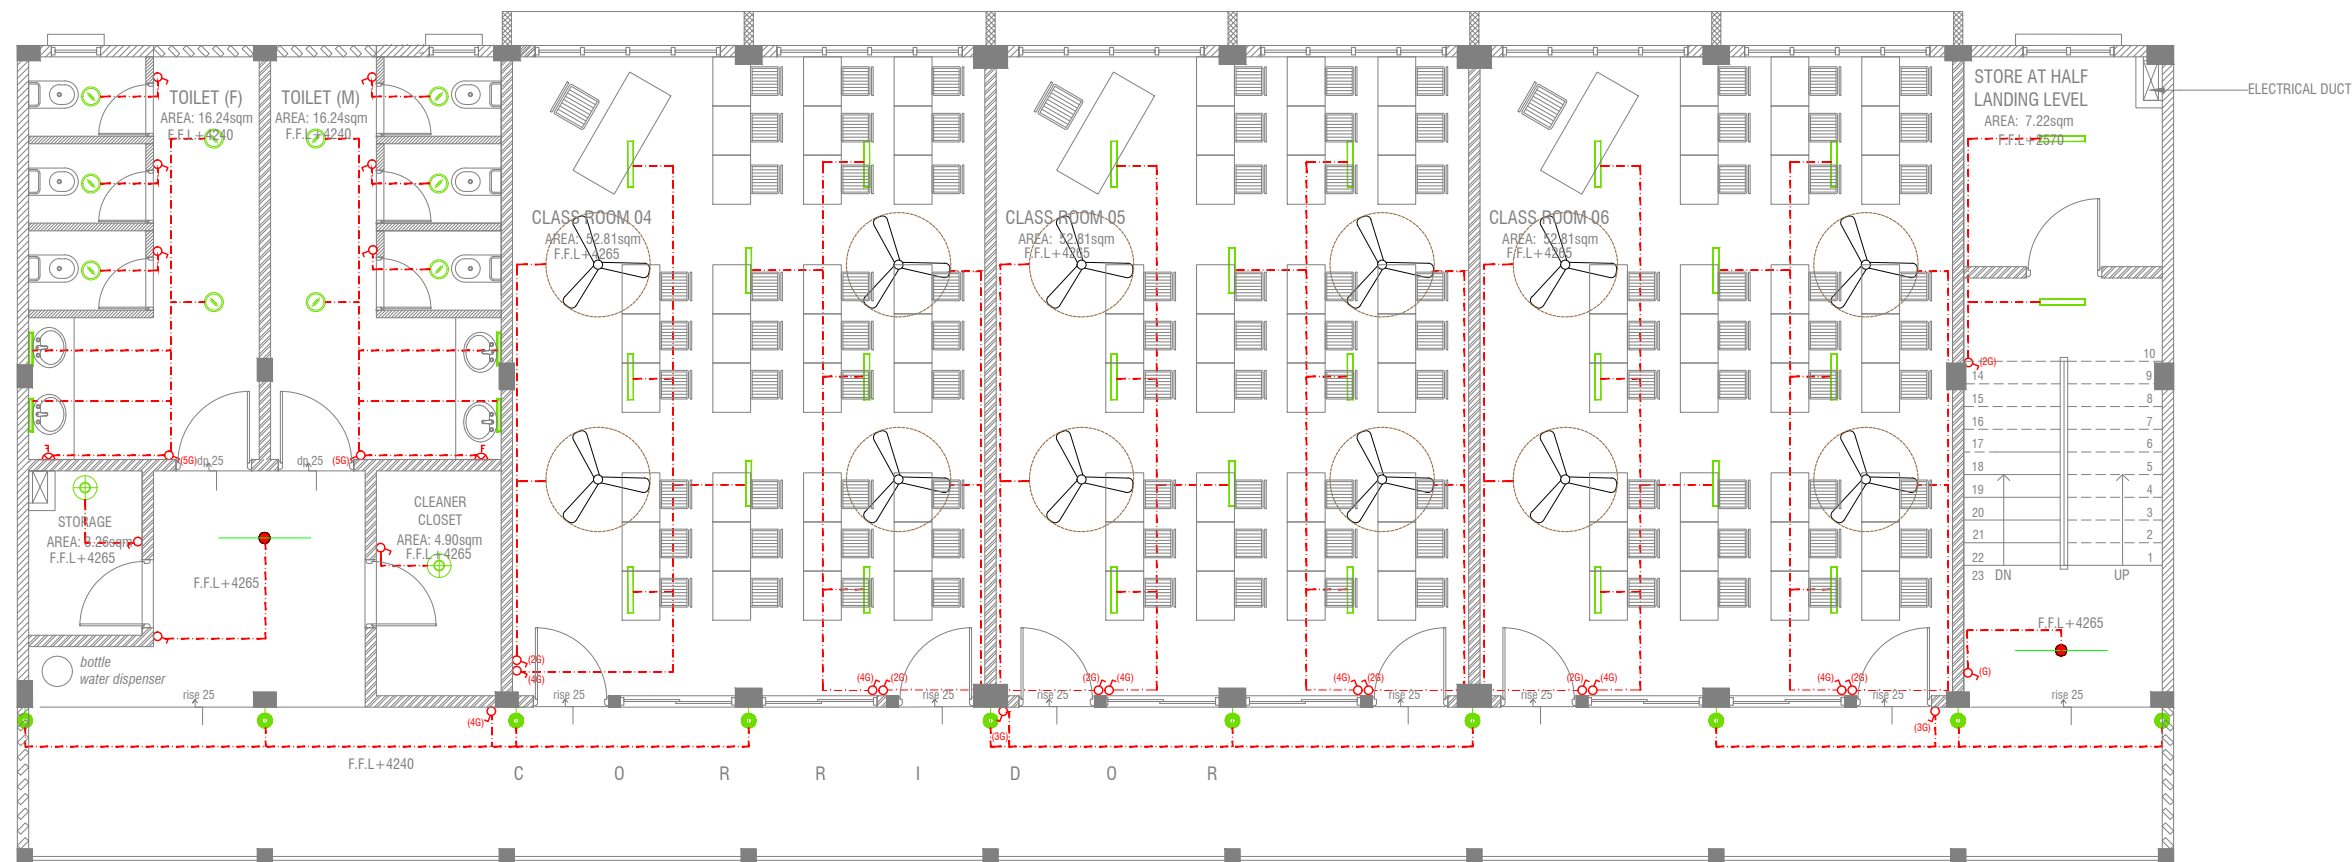 TOILET (F)
AREA: 16.24sqm
F.F.L+4240
TOILET (M)
AREA: 16.24sqm
F.F.L+4240
STORE AT HALF
LANDING LEVEL
AREA: 7.22sqm
F.F.L+2570
ELECTRICAL DUCT
CLASS ROOM 04
AREA: 52.81sqm
F.F.L+4265
CLASS ROOM 05
AREA: 52.81sqm
F.F.L+4265
CLASS ROOM 06
AREA: 52.81sqm
F.F.L+4265
(2G)
10
14 9
15 8
16 7
17 6
18 5
19 4
20 3
21 2
22 1
23 DN UP
(5G) dp 25
dp 25 (5G)
STORAGE
F.F.L+4265
CLEANER
CLOSET
AREA: 4.90sqm
F.F.L+4265
F.F.L+4265
F.F.L+4265
bottle
water dispenser
(2G)
(4G)
(4G) (2G)
(2G) (4G)
(4G) (2G)
(2G) (4G)
(4G) (2G)
(G)
rise 25
rise 25
rise 25
rise 25
rise 25
rise 25
rise 25
rise 25
(4G)
(3G)
(3G)
F.F.L+4240
C O R R I D O R